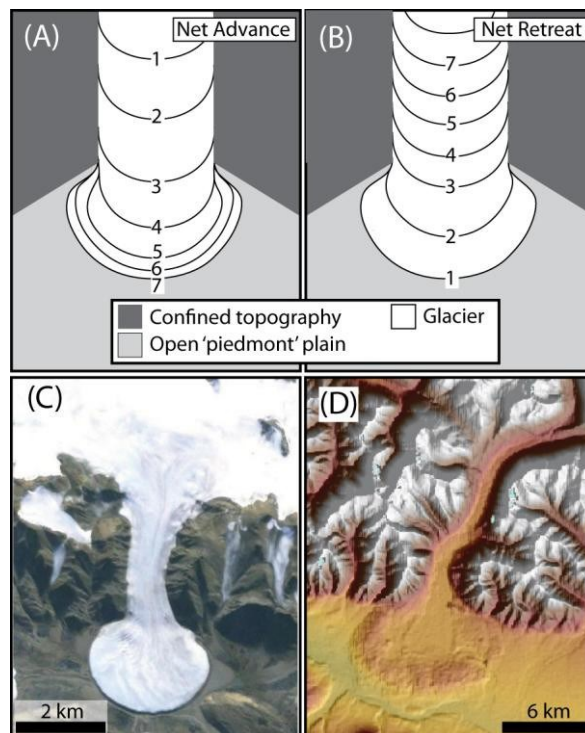 (A)
Net Advance
1
2
3
4
5
6
7
(B)
Net Retreat
7
6
5
4
3
2
1
Confined topography
Glacier
Open 'piedmont' plain
(C)
2 km
(D)
6 km